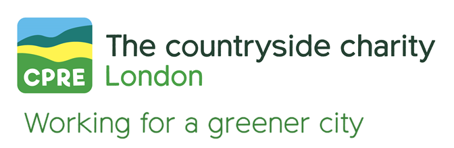 CPRE
The countryside charity
London
Working for a greener city